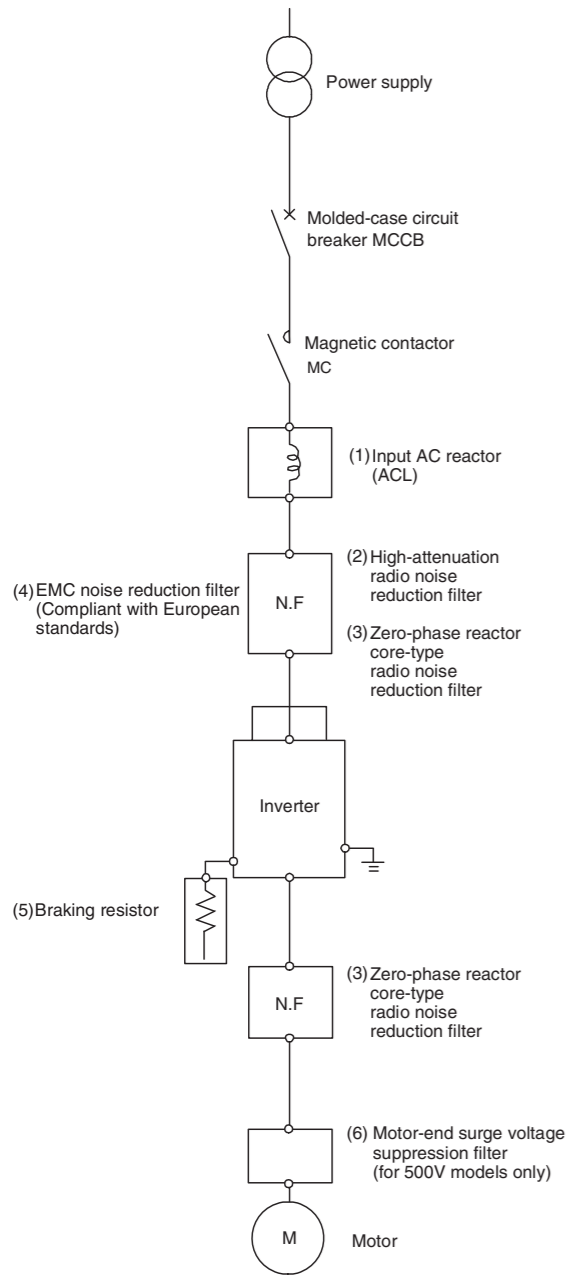 Power supply
Molded-case circuit
breaker MCCB
Magnetic contactor
MC
(1) Input AC reactor
(ACL)
(4) EMC noise reduction filter
(Compliant with European
standards)
N.F
(2) High-attenuation
radio noise
reduction filter
(3) Zero-phase reactor
core-type
radio noise
reduction filter
Inverter
(5) Braking resistor
N.F
(3) Zero-phase reactor
core-type
radio noise
reduction filter
(6) Motor-end surge voltage
suppression filter
(for 500V models only)
M
Motor